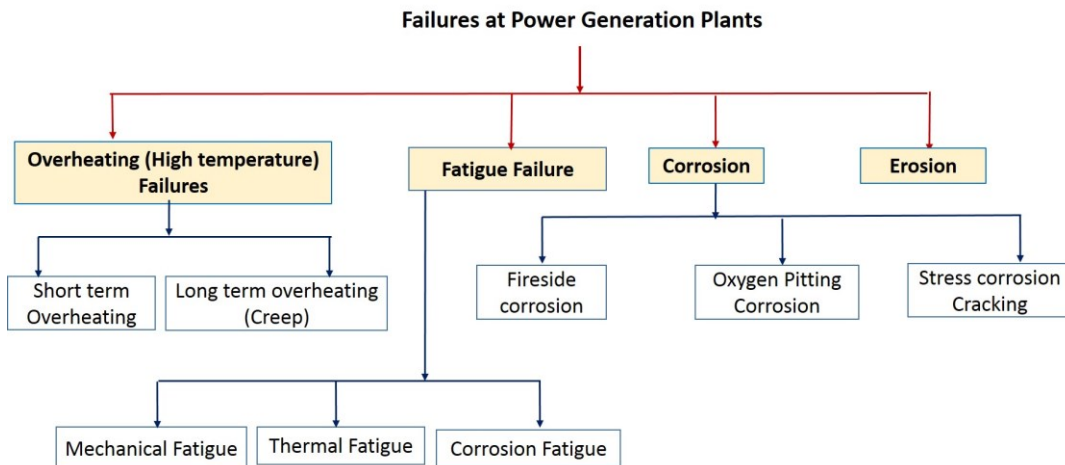 Failures at Power Generation Plants
Overheating (High temperature)
Failures
Fatigue Failure
Corrosion
Erosion
Short term
Overheating
Long term overheating
(Creep)
Fireside
corrosion
Oxygen Pitting
Corrosion
Stress corrosion
Cracking
Mechanical Fatigue
Thermal Fatigue
Corrosion Fatigue